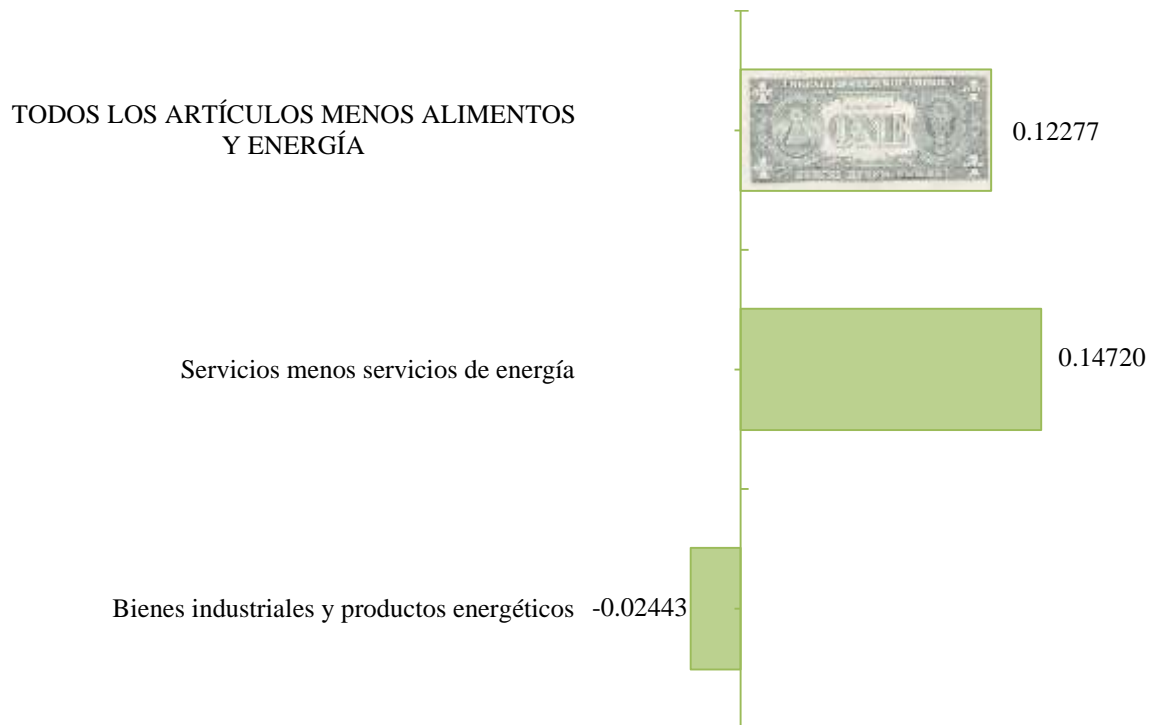 TODOS LOS ARTÍCULOS MENOS ALIMENTOS
Y ENERGÍA
0.12277
ONE
Servicios menos servicios de energía
0.14720
Bienes industriales y productos energéticos
-0.02443